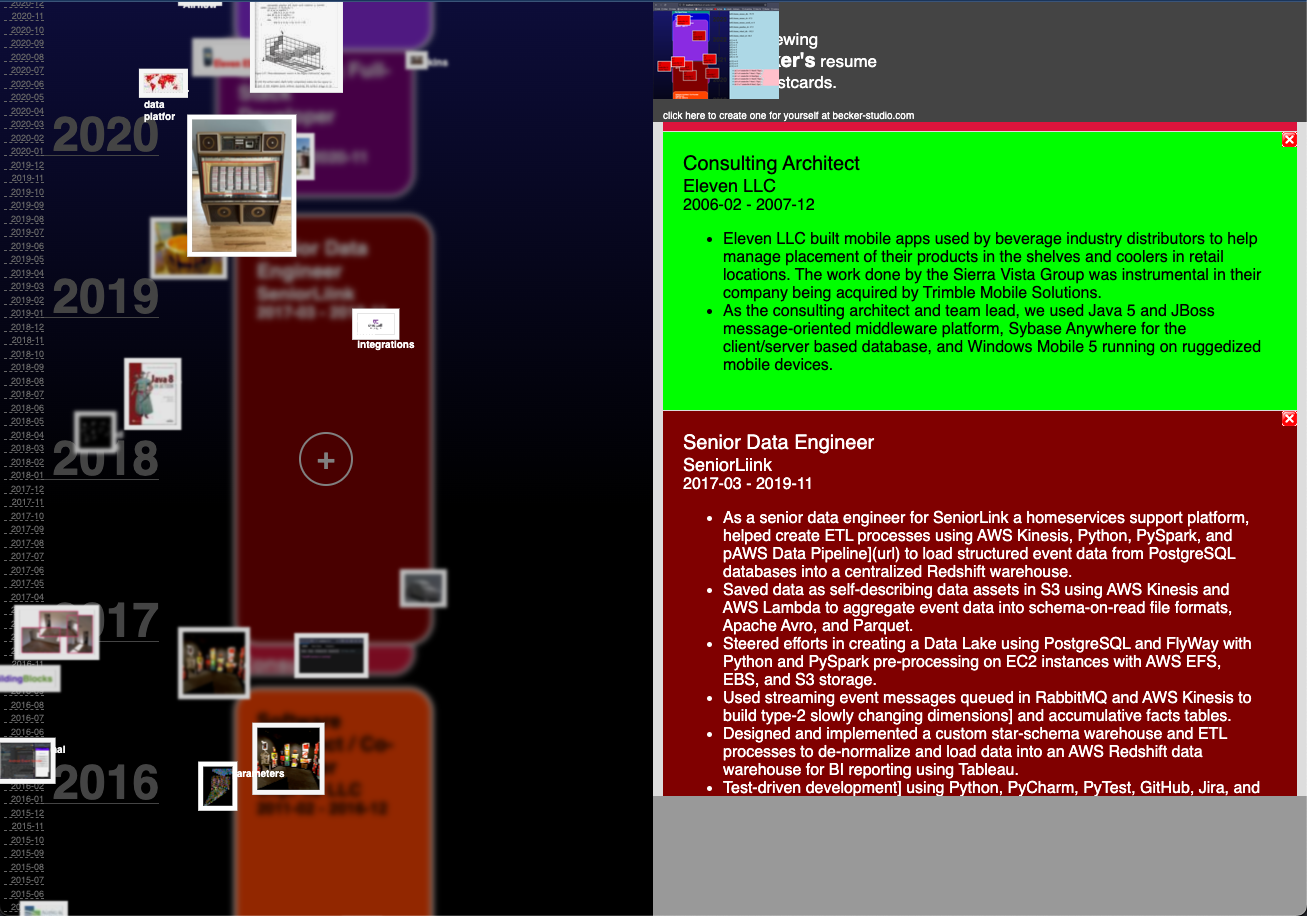 2020-12
2020-11
2020-10
2020-09
2020-08
2020-07
2020-06
2020-05
2020-04
2020-03
2020-02
2020-01
2019-12
2019-11
2019-10
2019-09
2019-08
2019-07
2019-06
2019-05
2019-04
2019-03
2019-02
2019-01
2018-12
2018-11
2018-10
2018-09
2018-08
2018-07
2018-06
2018-05
2018-04
2018-03
2018-02
2018-01
2017-12
2017-11
2017-10
2017-09
2017-08
2017-07
2017-06
2017-05
2017-04
2016-11
2016-08
2016-07
2016-06
2016-02
2016-01
2015-12
2015-11
2015-10
2015-09
2015-08
2015-07
2015-06
2020
2019
2018
2017
2016
data
platfor
Senior Data
Engineer
SeniorLiink
2017-03 - 2019-11
integrations
Java 8
+
ldingBlocks
arameters
2011-02 - 2016-12
ewing
ker's resume
stcards.
click here to create one for yourself at becker-studio.com
Consulting Architect
Eleven LLC
2006-02 - 2007-12
• Eleven LLC built mobile apps used by beverage industry distributors to help
manage placement of their products in the shelves and coolers in retail
locations. The work done by the Sierra Vista Group was instrumental in their
company being acquired by Trimble Mobile Solutions.
• As the consulting architect and team lead, we used Java 5 and JBoss
message-oriented middleware platform, Sybase Anywhere for the
client/server based database, and Windows Mobile 5 running on ruggedized
mobile devices.
Senior Data Engineer
SeniorLiink
2017-03 - 2019-11
• As a senior data engineer for SeniorLink a homeservices support platform,
helped create ETL processes using AWS Kinesis, Python, PySpark, and
pAWS Data Pipeline](url) to load structured event data from PostgreSQL
databases into a centralized Redshift warehouse.
• Saved data as self-describing data assets in S3 using AWS Kinesis and
AWS Lambda to aggregate event data into schema-on-read file formats,
Apache Avro, and Parquet.
• Steered efforts in creating a Data Lake using PostgreSQL and FlyWay with
Python and PySpark pre-processing on EC2 instances with AWS EFS,
EBS, and S3 storage.
• Used streaming event messages queued in RabbitMQ and AWS Kinesis to
build type-2 slowly changing dimensions] and accumulative facts tables.
• Designed and implemented a custom star-schema warehouse and ETL
processes to de-normalize and load data into an AWS Redshift data
warehouse for BI reporting using Tableau.
• Test-driven development] using Python, PyCharm, PyTest, GitHub, Jira, and